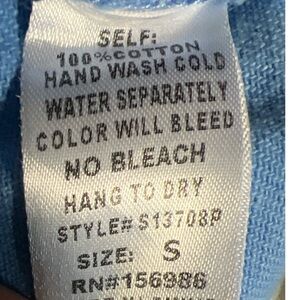 SELF:
100%COTTON
HAND WASH COLD
WATER SEPARATELY
COLOR WILL BLEED
NO BLEACH
HANG TO DRY
STYLE# S13708P
SIZE: S
RN#156986